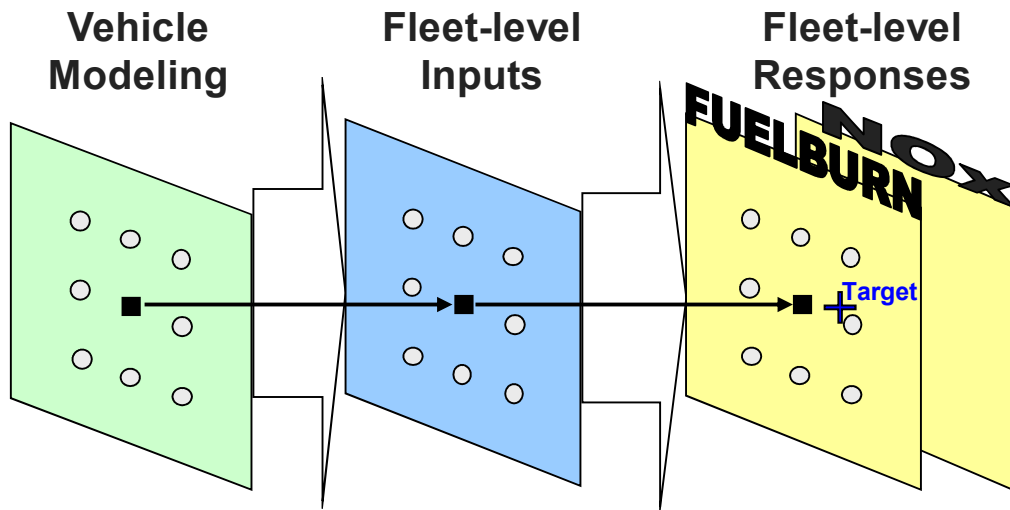 Vehicle
Modeling
Fleet-level
Inputs
Fleet-level
Responses
FUELBURN
NOx
Target